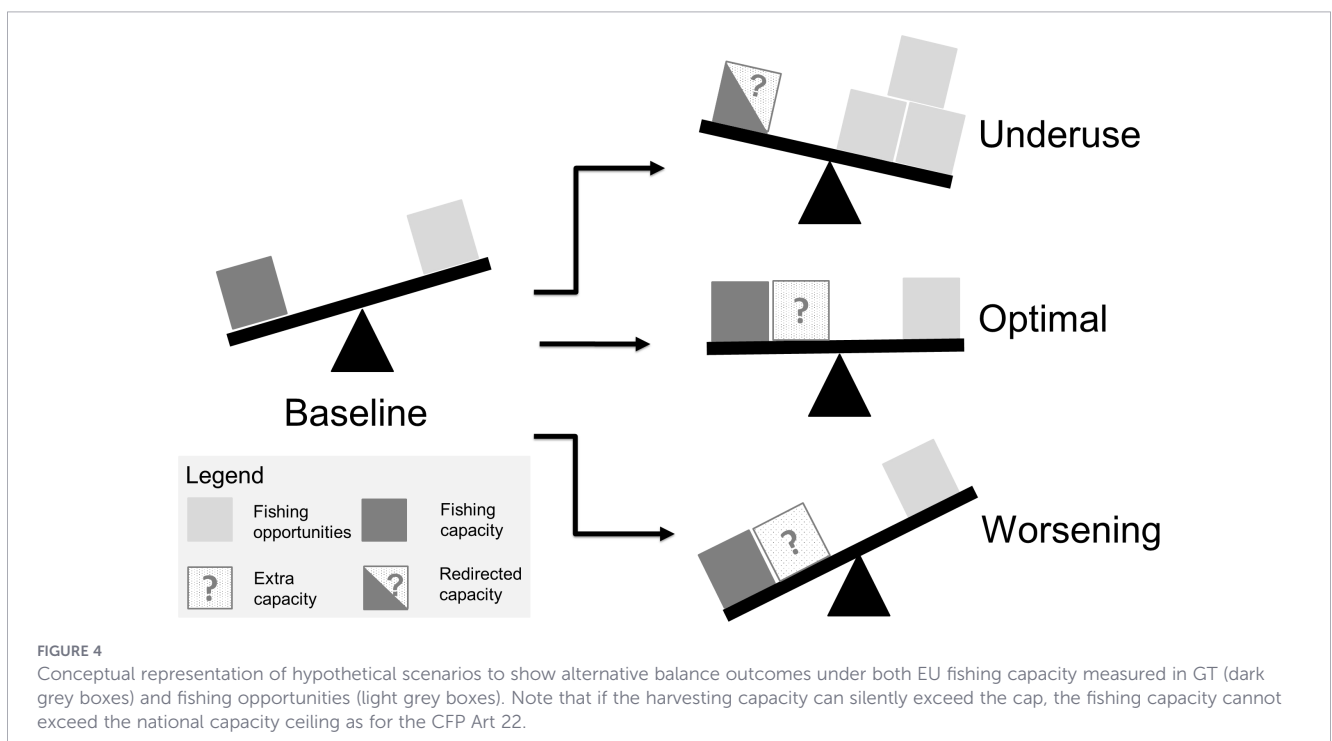 ?
Underuse
?
Optimal
Baseline
?
Worsening
Legend
Fishing
opportunities
Fishing
capacity
?
Extra
capacity
?
Redirected
capacity
FIGURE 4
Conceptual representation of hypothetical scenarios to show alternative balance outcomes under both EU fishing capacity measured in GT (dark
grey boxes) and fishing opportunities (light grey boxes). Note that if the harvesting capacity can silently exceed the cap, the fishing capacity cannot
exceed the national capacity ceiling as for the CFP Art 22.